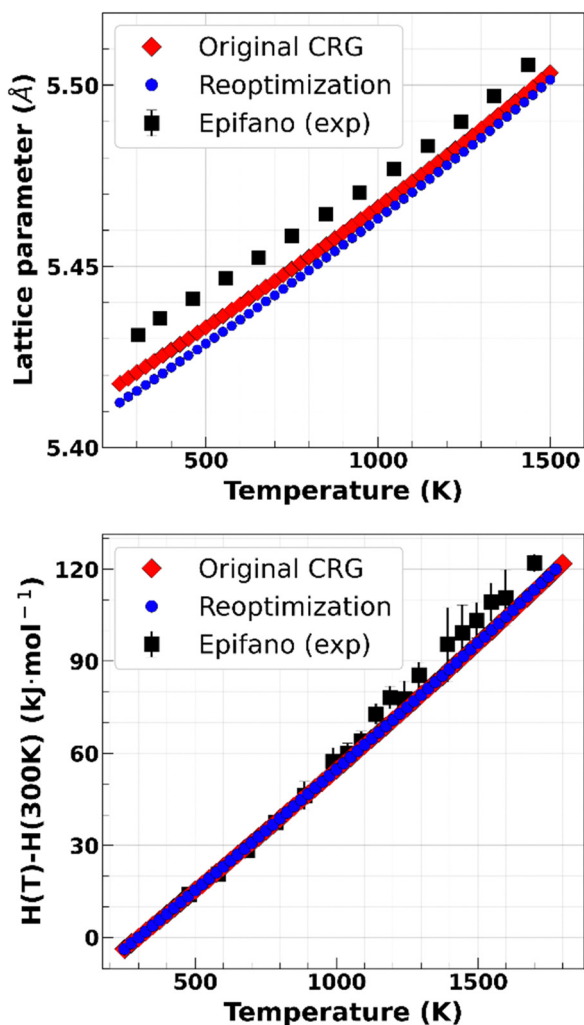 5.50
5.45
5.40
Lattice parameter (Å)
Original CRG
Reoptimization
Epifano (exp)
500
1000
1500
Temperature (K)
120
90
60
30
0
H(T)-H(300K) (kJ·mol⁻¹)
Original CRG
Reoptimization
Epifano (exp)
500
1000
1500
Temperature (K)